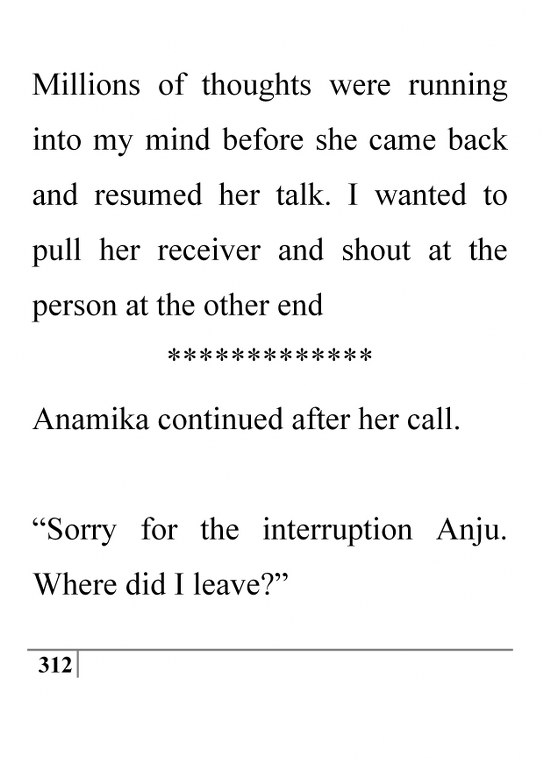 Millions of thoughts were running
into my mind before she came back
and resumed her talk. I wanted to
pull her receiver and shout at the
person at the other end
*************
Anamika continued after her call.
“Sorry for the interruption Anju.
Where did I leave?”
312